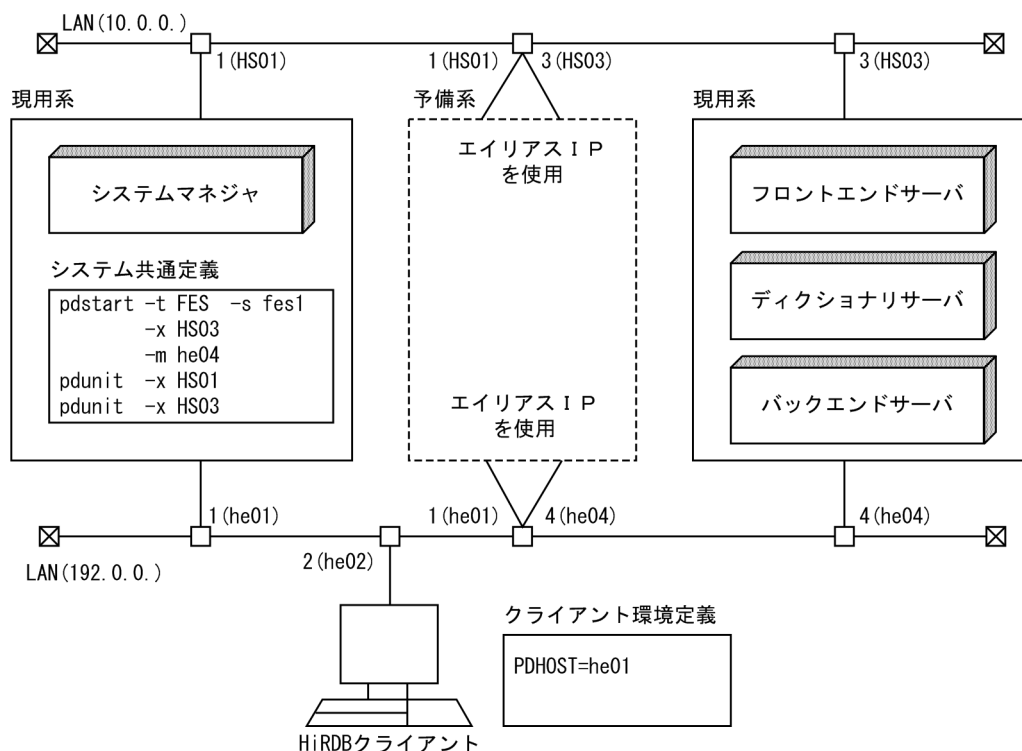 LAN(10.0.0.)
1(HS01)
1(HS01)
3(HS03)
3(HS03)
現用系
予備系
現用系
エイリアスIP
を使用
システムマネジャ
フロントエンドサーバ
システム共通定義
pdstart -t FES -s fes1
-x HS03
-m he04
pdunit -x HS01
pdunit -x HS03
ディクショナリサーバ
エイリアスIP
を使用
バックエンドサーバ
1(he01)
1(he01)
4(he04)
4(he04)
2(he02)
LAN(192.0.0.)
クライアント環境定義
PDHOST=he01
HiRDBクライアント